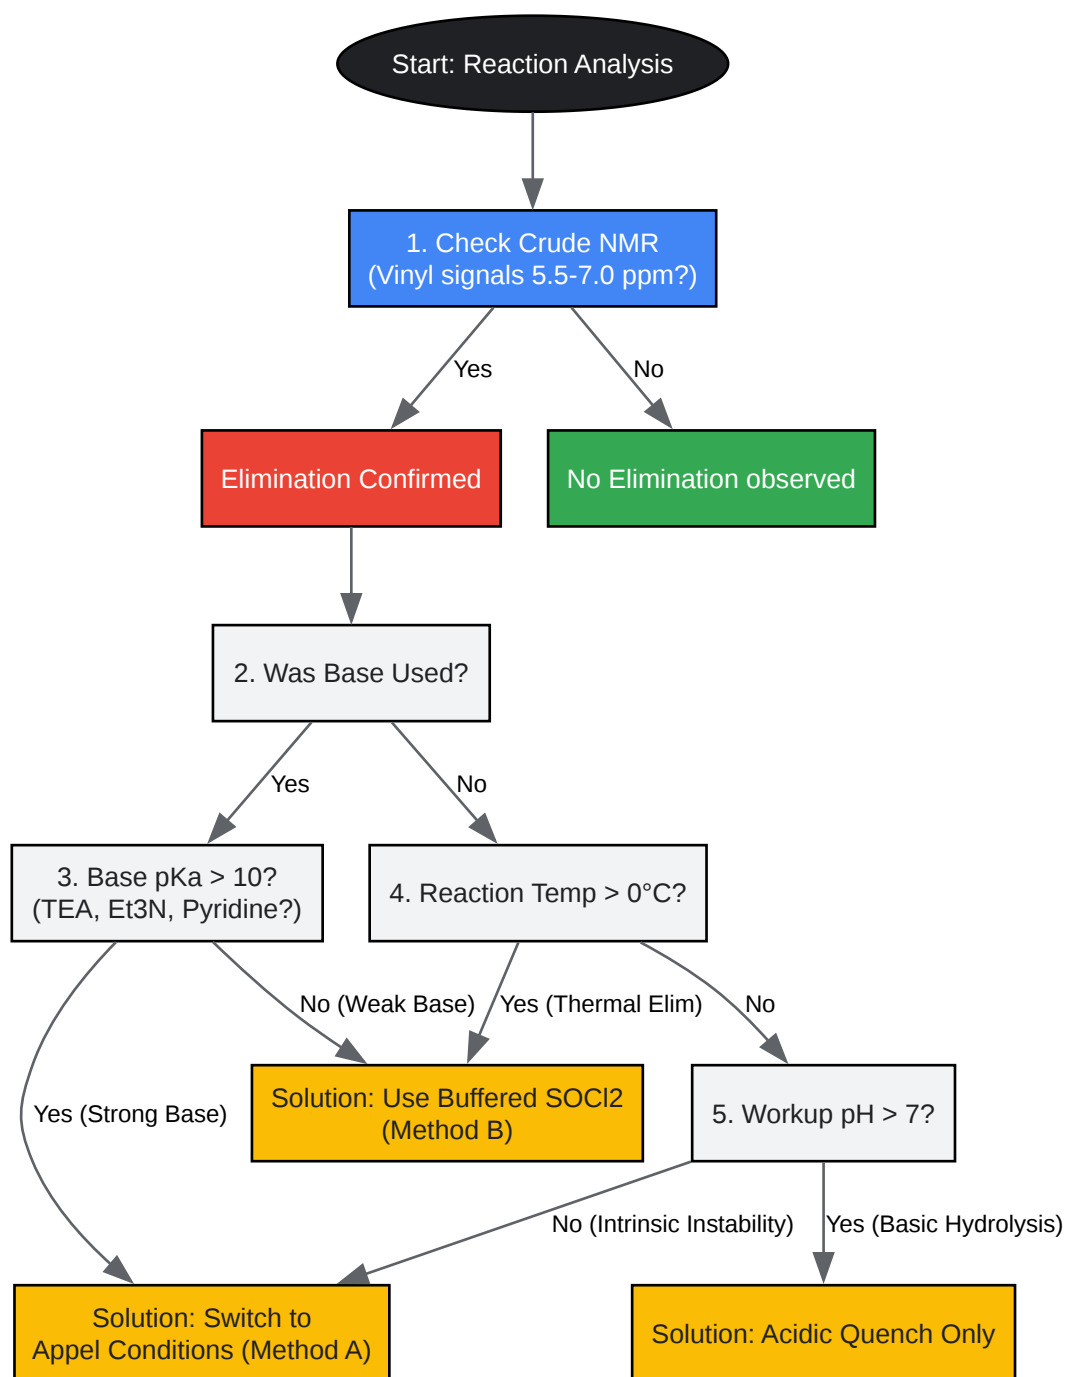 Start: Reaction Analysis
1. Check Crude NMR
(Vinyl signals 5.5-7.0 ppm?)
Yes
No
Elimination Confirmed
No Elimination observed
2. Was Base Used?
Yes
No
3. Base pKa > 10?
(TEA, Et3N, Pyridine?)
4. Reaction Temp > 0°C?
No (Weak Base)
Yes (Thermal Elim)
No
Solution: Use Buffered SOCl2
(Method B)
5. Workup pH > 7?
Yes (Strong Base)
No (Intrinsic Instability)
Yes (Basic Hydrolysis)
Solution: Switch to
Appel Conditions (Method A)
Solution: Acidic Quench Only